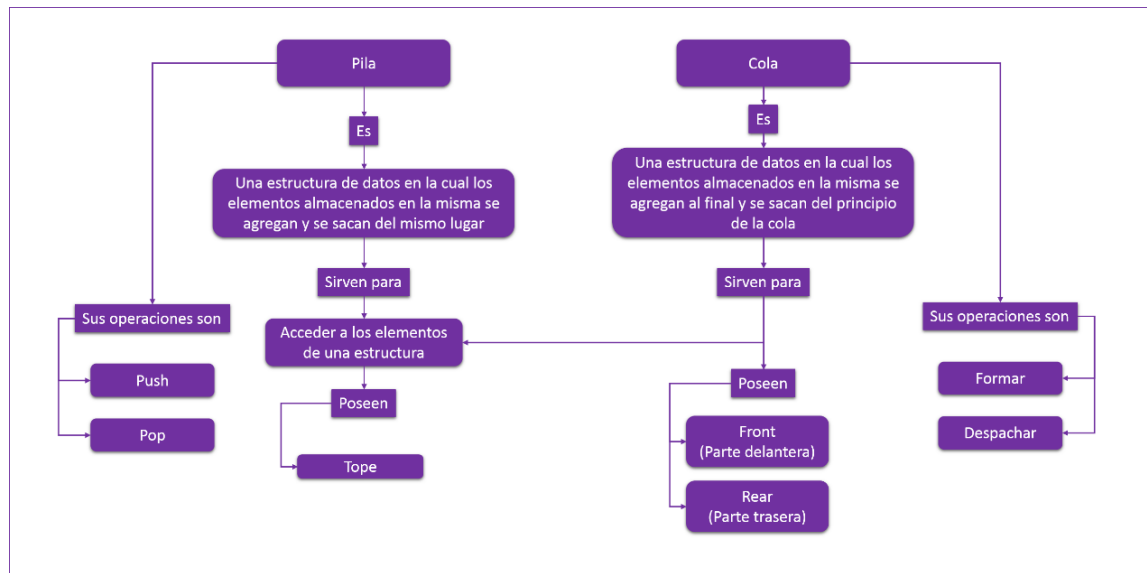 Pila
Es
Una estructura de datos en la cual los
elementos almacenados en la misma se
agregan y se sacan del mismo lugar
Sirven para
Acceder a los elementos
de una estructura
Poseen
Tope
Sus operaciones son
Push
Pop
Cola
Es
Una estructura de datos en la cual los
elementos almacenados en la misma se
agregan al final y se sacan del principio
de la cola
Sirven para
Poseen
Front
(Parte delantera)
Rear
(Parte trasera)
Sus operaciones son
Formar
Despachar